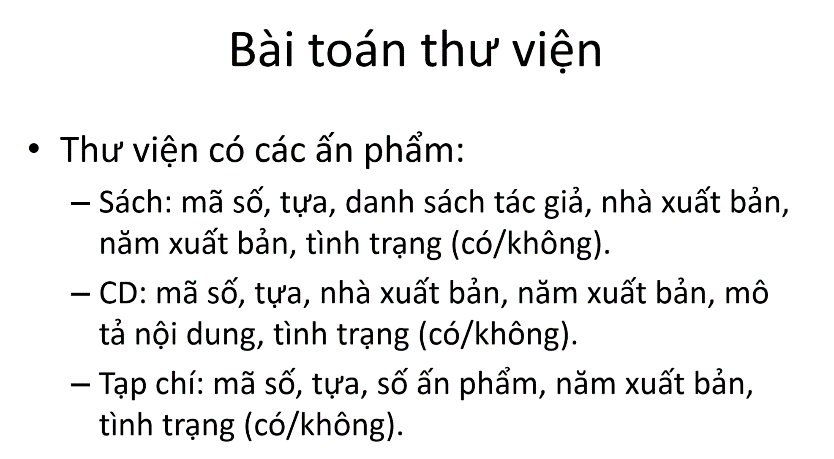 Bài toán thư viện
• Thư viện có các ấn phẩm:
– Sách: mã số, tựa, danh sách tác giả, nhà xuất bản,
năm xuất bản, tình trạng (có/không).
– CD: mã số, tựa, nhà xuất bản, năm xuất bản, mô
tả nội dung, tình trạng (có/không).
– Tạp chí: mã số, tựa, số ấn phẩm, năm xuất bản,
tình trạng (có/không).